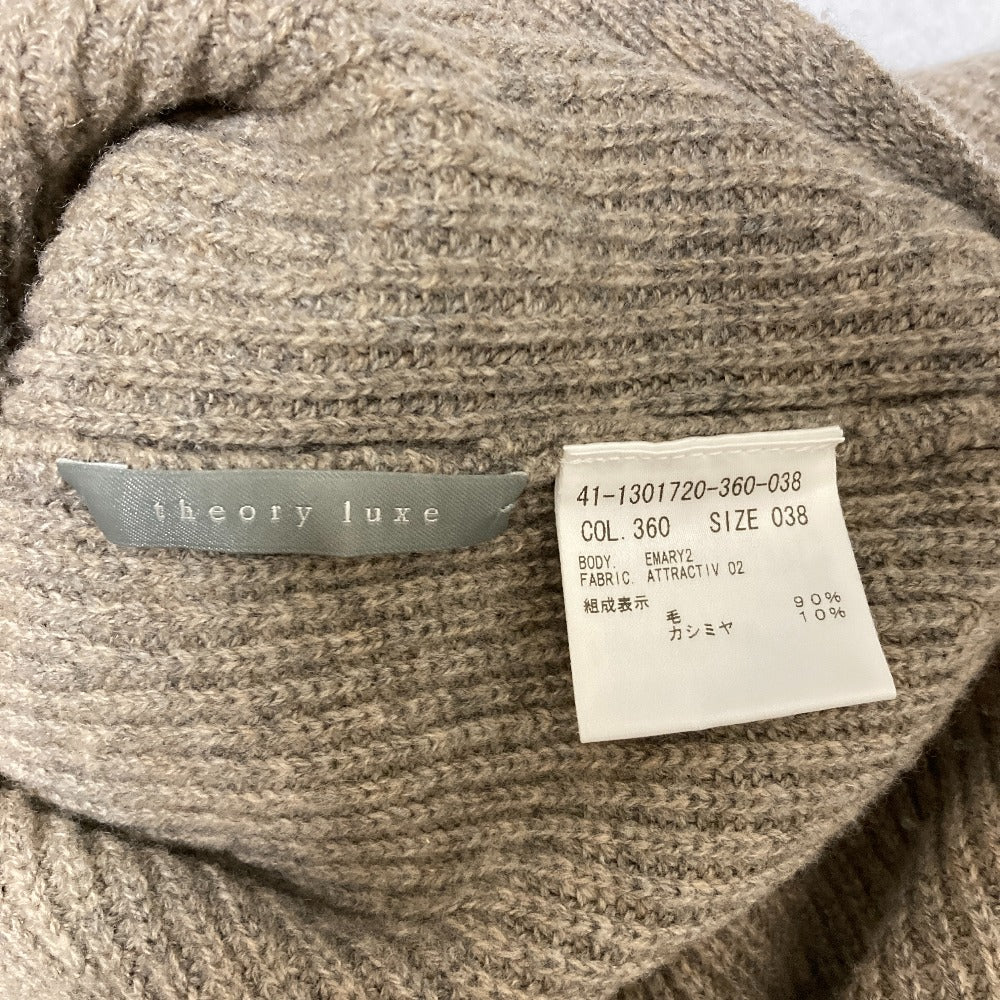 theory luxe
41-1301720-360-038
COL. 360 SIZE 038
BODY. EMARY2
FABRIC. ATTRACTIV 02
組成表示
毛 90%
カシミヤ 10%